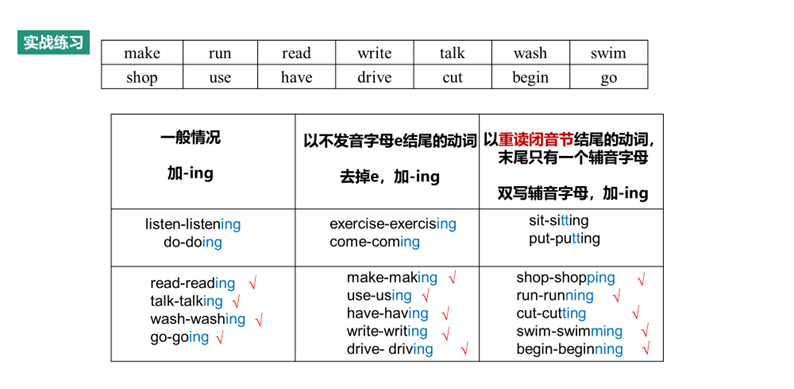 实战练习
make run read write talk wash swim
shop use have drive cut begin go
一般情况
加-ing
以不发音字母e结尾的动词
去掉e，加-ing
以重读闭音节结尾的动词，
末尾只有一个辅音字母
双写辅音字母，加-ing
listen-listening
do-doing
exercise-exercising
come-coming
sit-sitting
put-putting
read-reading √
talk-talking √
wash-washing √
go-going √
make-making √
use-using √
have-having √
write-writing √
drive- driving √
shop-shopping √
run-running √
cut-cutting √
swim-swimming √
begin-beginning √